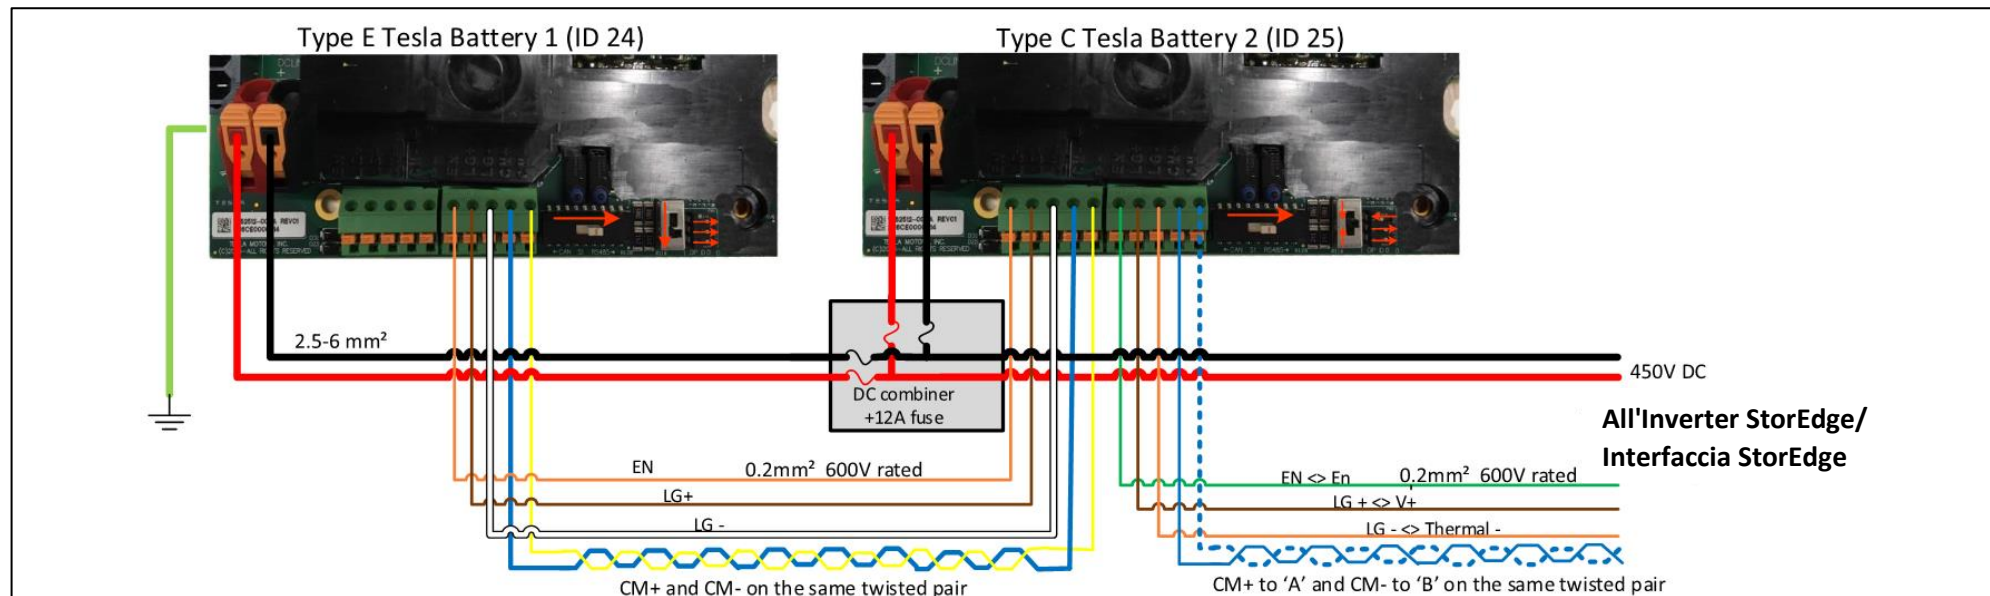 Type E Tesla Battery 1 (ID 24)
Type C Tesla Battery 2 (ID 25)
2.5-6 mm²
450V DC
DC combiner
+12A fuse
All'Inverter StorEdge/
Interfaccia StorEdge
EN
0.2mm² 600V rated
LG+
LG -
CM+ and CM- on the same twisted pair
EN <> En
0.2mm² 600V rated
LG + <> V+
LG - <> Thermal -
CM+ to ‘A’ and CM- to ‘B’ on the same twisted pair